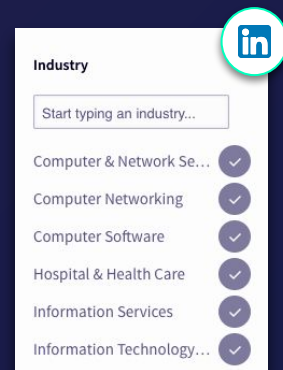 in
Industry
Start typing an industry...
Computer & Network Se...
Computer Networking
Computer Software
Hospital & Health Care
Information Services
Information Technology...